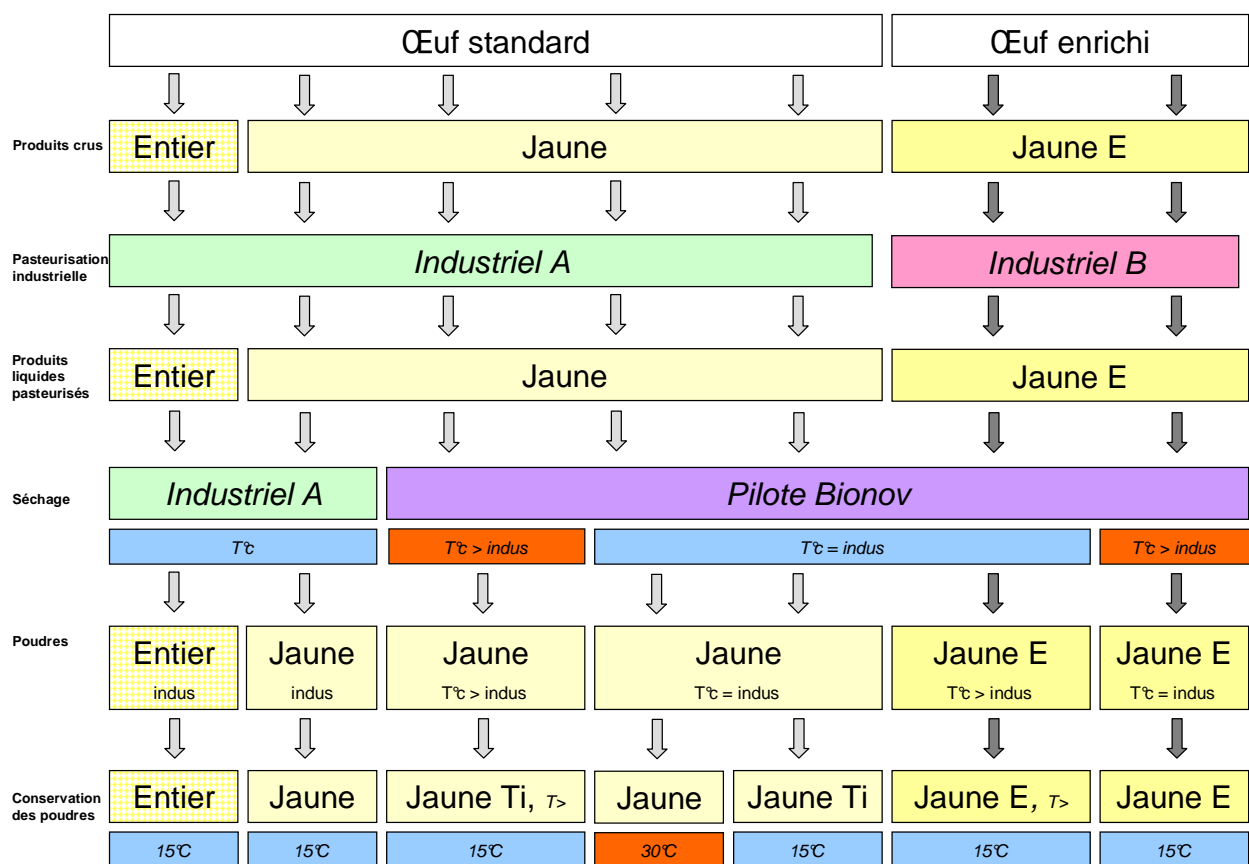 Œuf standard
Œuf enrichi
Produits crus
Entier
Jaune
Jaune E
Pasteurisation
industrielle
Industriel A
Industriel B
Produits
liquides
pasteurisés
Entier
Jaune
Jaune E
Séchage
Industriel A
Pilote Bionov
T°c
T°c > indus
T°c = indus
T°c > indus
Poudres
Entier
indus
Jaune
indus
Jaune
T°c > indus
Jaune
T°c = indus
Jaune E
T°c > indus
Jaune E
T°c = indus
Conservation
des poudres
Entier
Jaune
Jaune Ti, T>
Jaune
Jaune Ti
Jaune E, T>
Jaune E
15°C
15°C
15°C
30°C
15°C
15°C
15°C